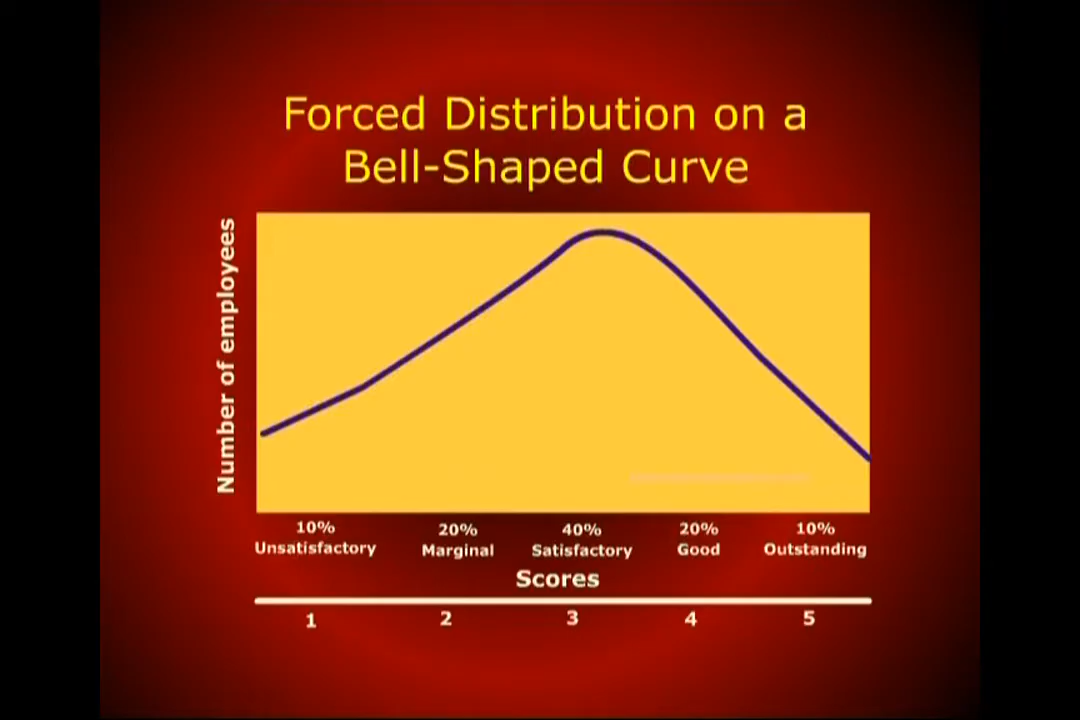 Forced Distribution on a
Bell-Shaped Curve
Number of employees
10% 20% 40% 20% 10%
Unsatisfactory Marginal Satisfactory Good Outstanding
Scores
1 2 3 4 5